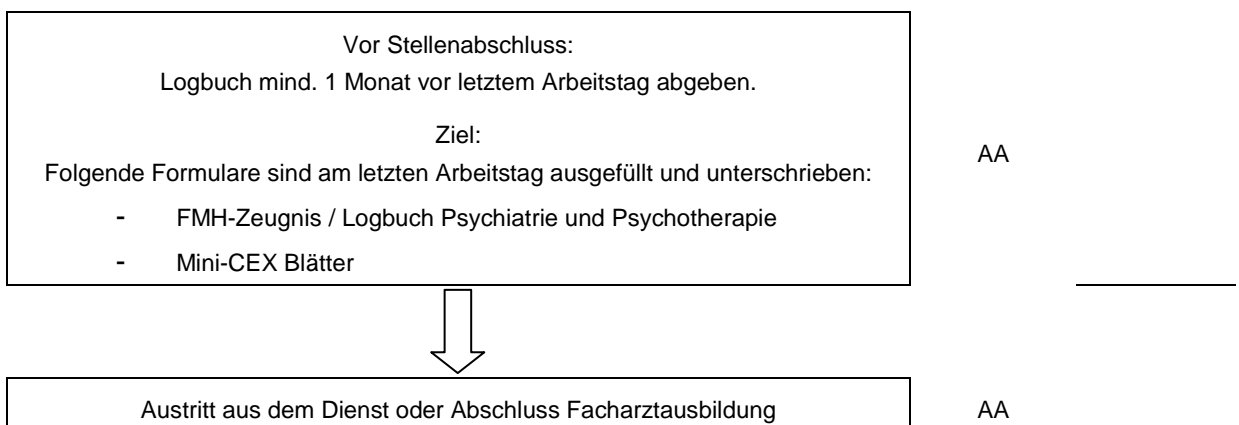 Vor Stellenabschluss:
Logbuch mind. 1 Monat vor letztem Arbeitstag abgeben.
Ziel:
Folgende Formulare sind am letzten Arbeitstag ausgefüllt und unterschrieben:
- FMH-Zeugnis / Logbuch Psychiatrie und Psychotherapie
- Mini-CEX Blätter
AA
Austritt aus dem Dienst oder Abschluss Facharztausbildung
AA